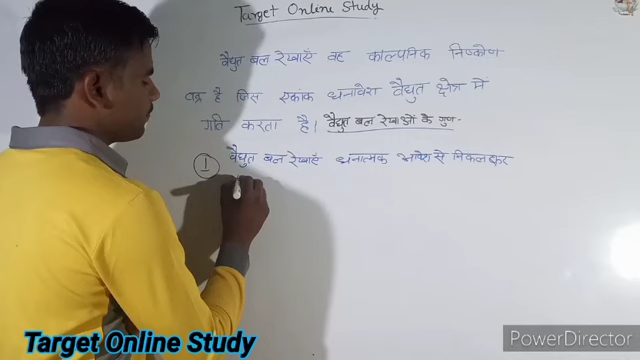 Target Online Study
वैद्युत बल रेखाएँ वह काल्पनिक निष्कोण
वक्र है जिस एकांक धनावेश वैद्युत क्षेत्र में
गति करता है। वैद्युत बल रेखाओं के गुण-
① वैद्युत बल रेखाएँ धनात्मक आवेश से निकलकर
PowerDirector
Target Online Study